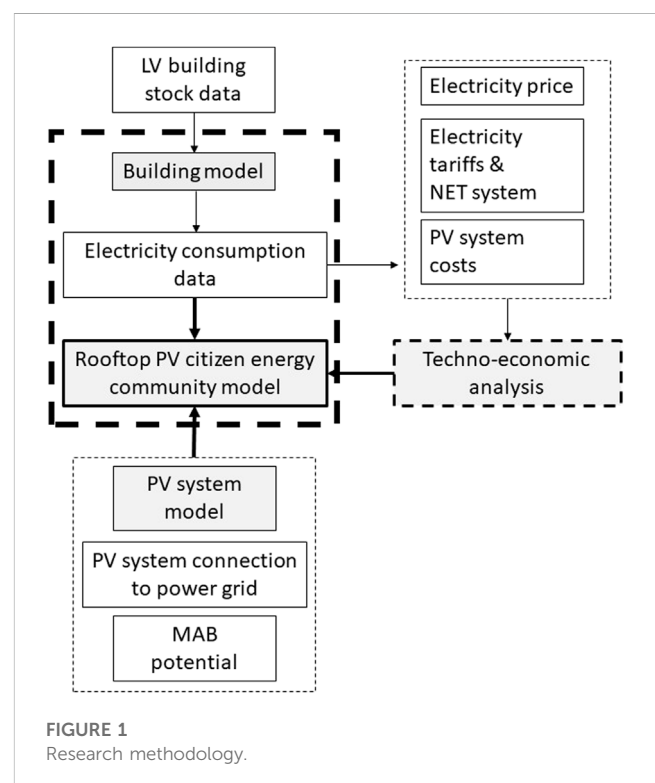 LV building
stock data
Building model
Electricity consumption
data
Rooftop PV citizen energy
community model
PV system
model
PV system connection
to power grid
MAB
potential
Electricity price
Electricity
tariffs &
NET system
PV system
costs
Techno-economic
analysis
FIGURE 1
Research methodology.